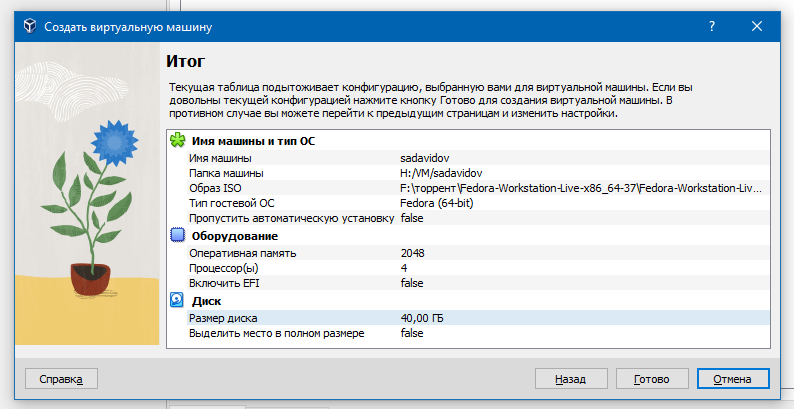 Создать виртуальную машину
Итог
Текущая таблица подытоживает конфигурацию, выбранную вами для виртуальной машины. Если вы
довольны текущей конфигурацией нажмите кнопку Готово для создания виртуальной машины. В
противном случае вы можете перейти к предыдущим страницам и изменить настройки.
Имя машины и тип ОС
Имя машины sadavidov
Папка машины H:/VM/sadavidov
Образ ISO F:\торрент\Fedora-Workstation-Live-x86_64-37\Fedora-Workstation-Liv...
Тип гостевой ОС Fedora (64-bit)
Пропустить автоматическую установку false
Оборудование
Оперативная память 2048
Процессор(ы) 4
Включить EFI false
Диск
Размер диска 40,00 ГБ
Выделить место в полном размере false
Справка Назад Готово Отмена